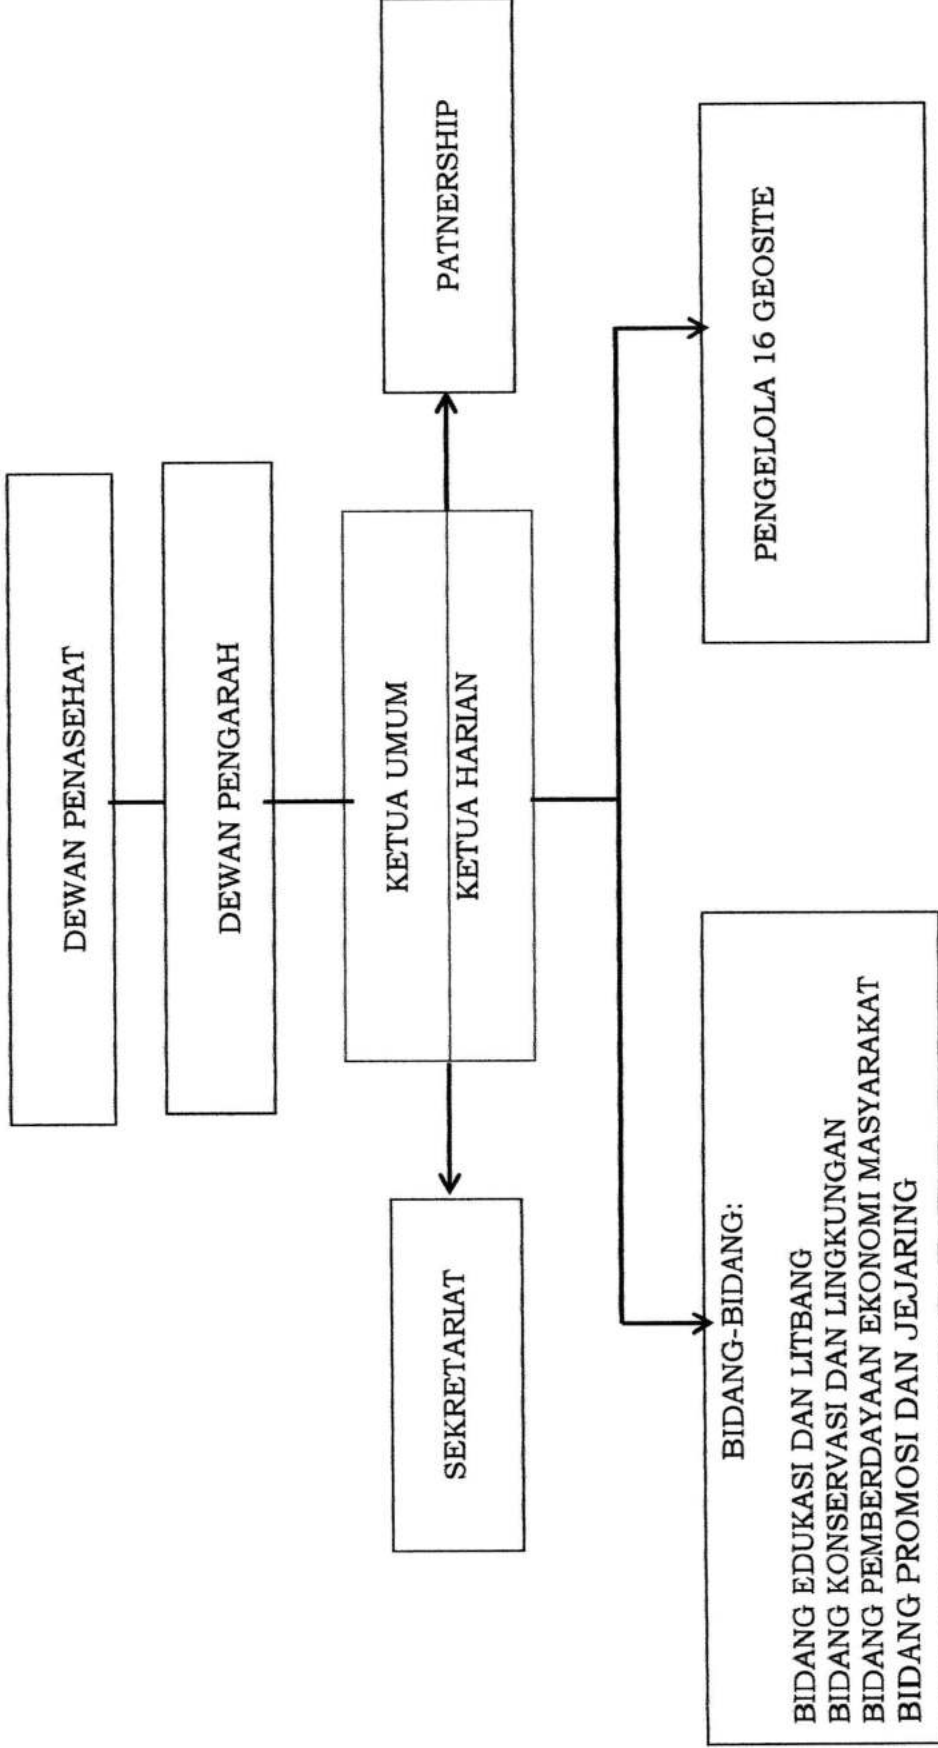 DEWAN PENASEHAT
DEWAN PENGARAH
KETUA UMUM
KETUA HARIAN
SEKRETARIAT
PATNERSHIP
BIDANG-BIDANG:
BIDANG EDUKASI DAN LITBANG
BIDANG KONSERVASI DAN LINGKUNGAN
BIDANG PEMBERDAYAAN EKONOMI MASYARAKAT
BIDANG PROMOSI DAN JEJARING
PENGELOLA 16 GEOSITE